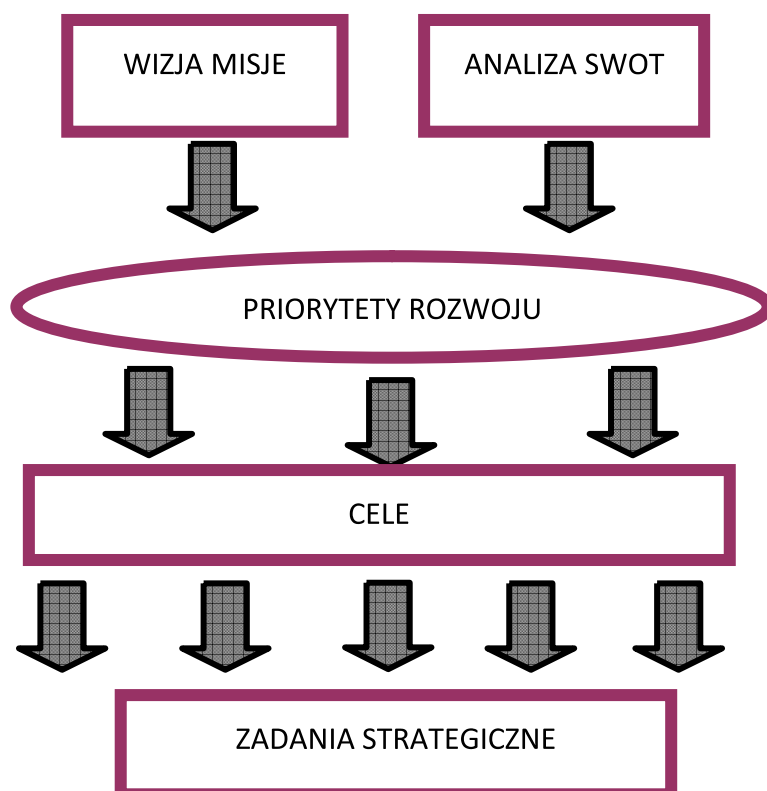 WIZJA MISJE
ANALIZA SWOT
PRIORYTETY ROZWOJU
CELE
ZADANIA STRATEGICZNE